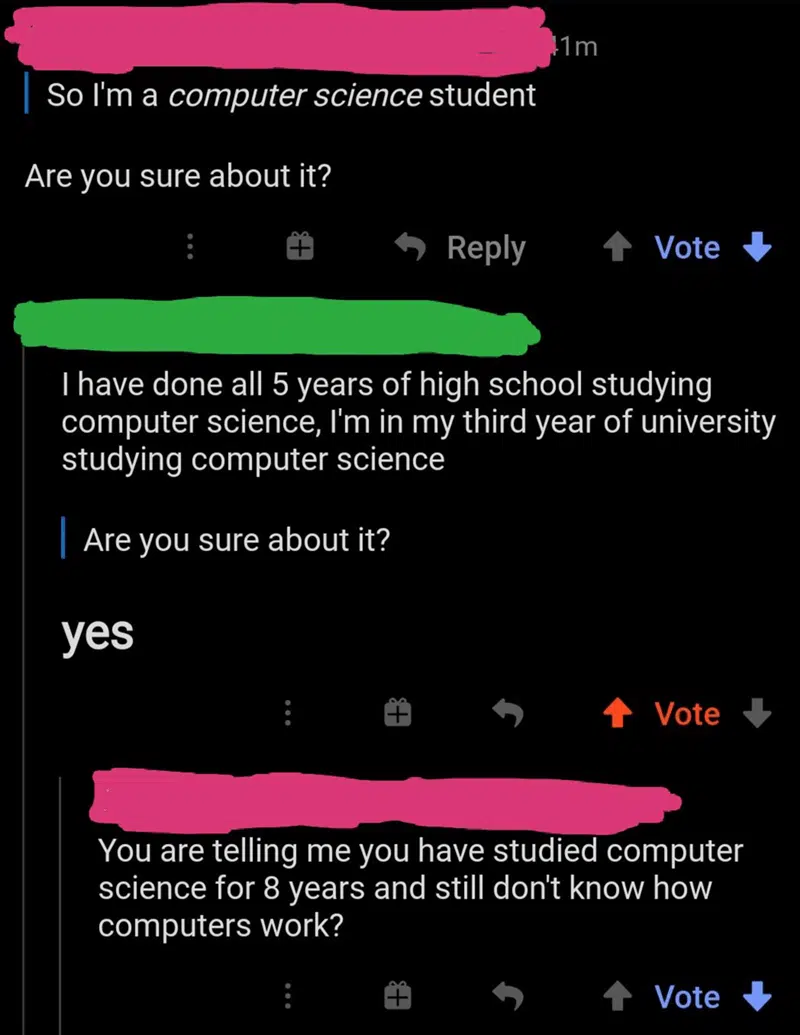 41m
So I'm a computer science student
Are you sure about it?
Reply
Vote
I have done all 5 years of high school studying
computer science, I'm in my third year of university
studying computer science
Are you sure about it?
yes
Vote
You are telling me you have studied computer
science for 8 years and still don't know how
computers work?
Vote